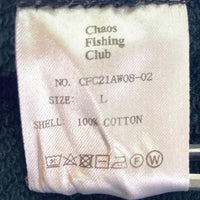 Chaos
Fishing
Club
NO. CFC21AW08-02
SIZE: L
SHELL: 100% COTTON